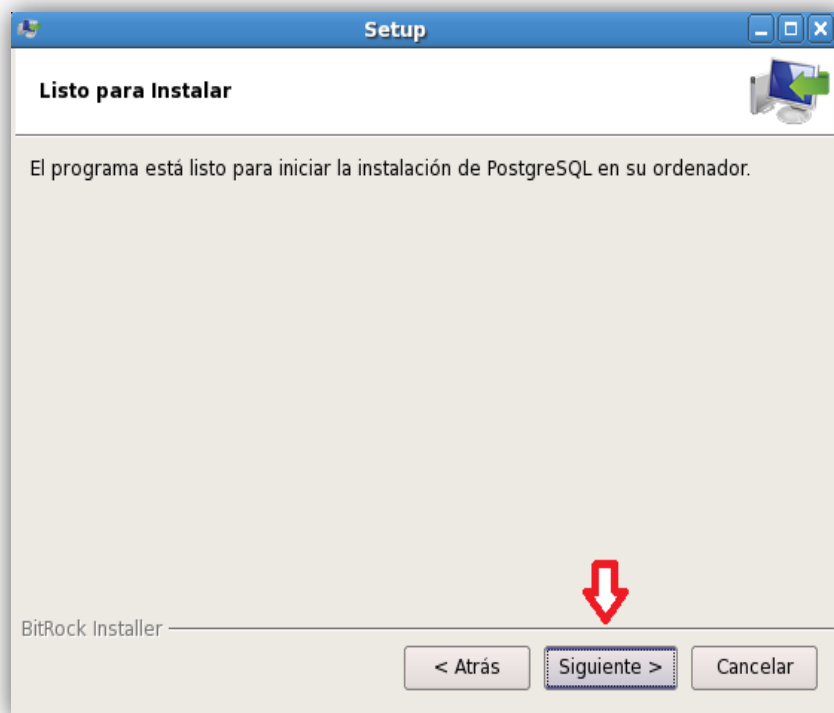 Setup
Listo para Instalar
El programa está listo para iniciar la instalación de PostgreSQL en su ordenador.
BitRock Installer
< Atrás
Siguiente >
Cancelar